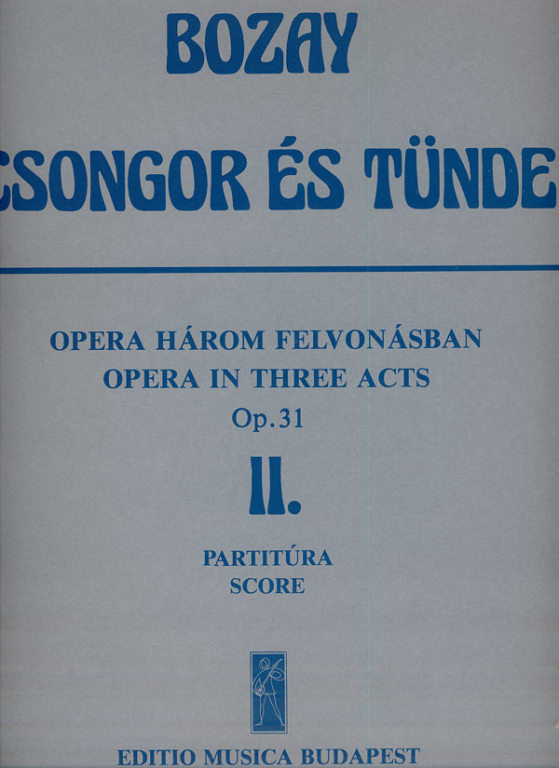 BOZAY
CSONGOR ÉS TÜNDE
OPERA HÁROM FELVONÁSBAN
OPERA IN THREE ACTS
Op. 31
II.
PARTITÚRA
SCORE
EDITIO MUSICA BUDAPEST